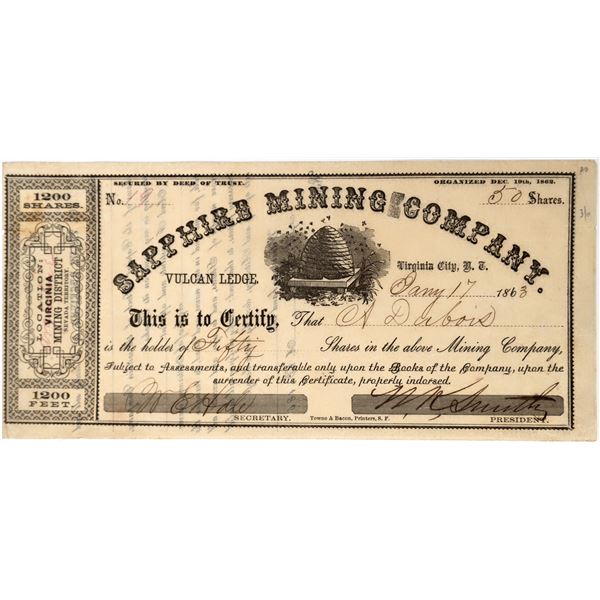 SECURED BY DEED OF TRUST.
ORGANIZED DEC. 19th, 1862.
1200
SHARES.
No.
50 Shares.
SAPPHIRE MINING COMPANY.
VULCAN LEDGE.
Virginia City, N. T.
Jany 17 1863
LOCATION:
VIRGINIA
MINING DISTRICT
NEVADA TERRITORY.
This is to Certify, That A Dubois
is the holder of Fifty Shares in the above Mining Company,
Subject to Assessments, and transferable only upon the Books of the Company, upon the
surrender of this Certificate, properly indorsed.
1200
FEET
SECRETARY.
Towne & Bacon, Printers, S. F.
PRESIDENT.